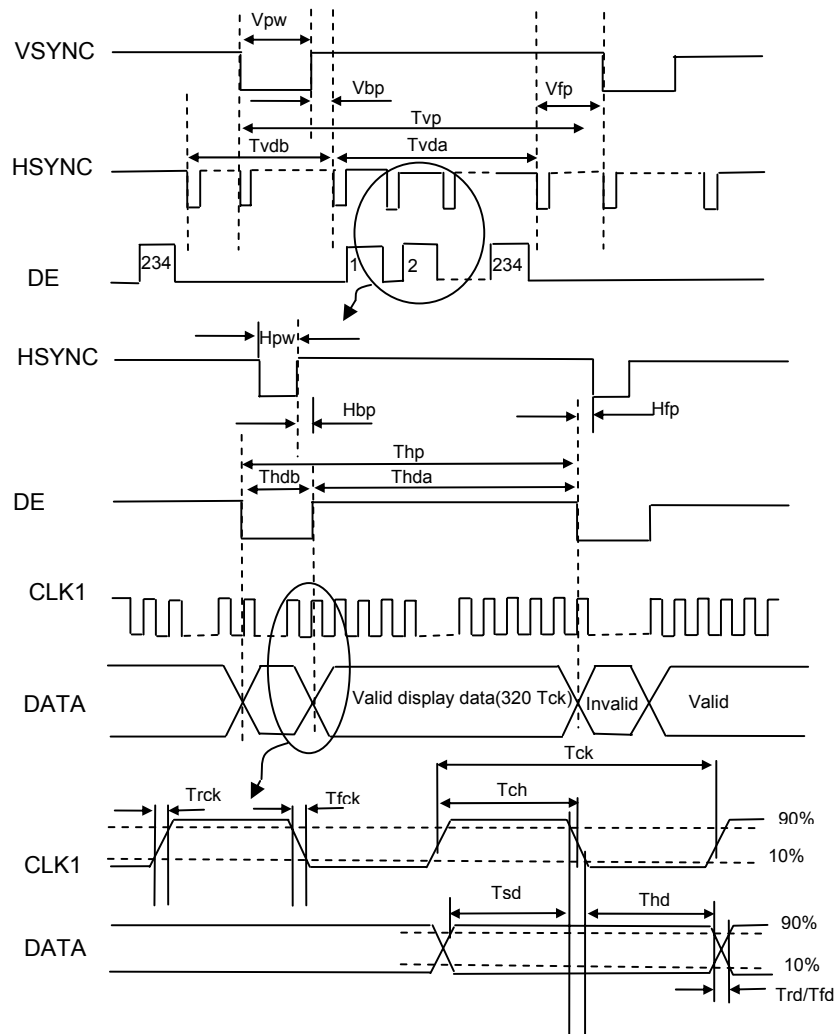 Vpw
VSYNC
Vbp
Vfp
Tvp
Tvdb
Tvda
HSYNC
234
1
2
234
DE
Hpw
HSYNC
Hbp
Hfp
Thp
Thdb
Thda
DE
CLK1
DATA
Valid display data(320 Tck)
Invalid
Valid
Tck
Trck
Tfck
Tch
90%
10%
CLK1
Tsd
Thd
90%
DATA
10%
Trd/Tfd